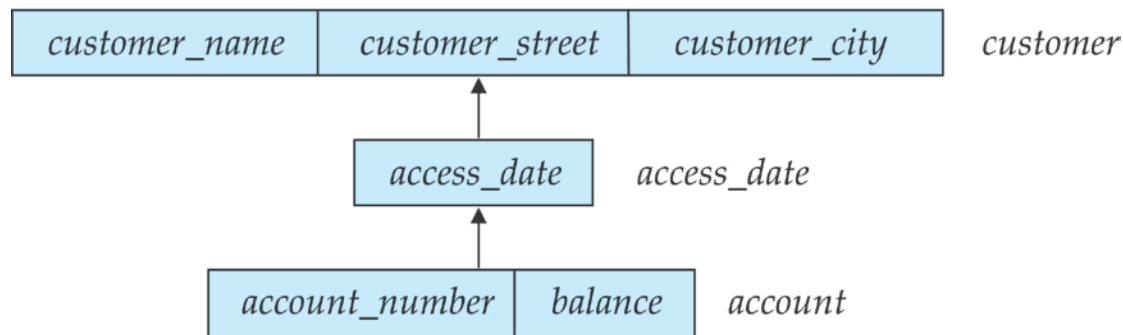 customer_name customer_street customer_city customer
access_date access_date
account_number balance account